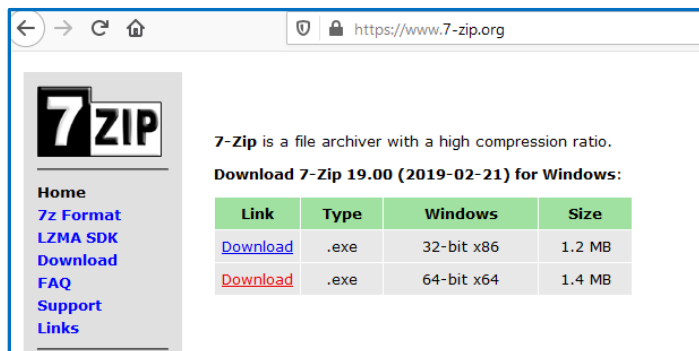 https://www.7-zip.org
7 ZIP
Home
7z Format
LZMA SDK
Download
FAQ
Support
Links
7-Zip is a file archiver with a high compression ratio.
Download 7-Zip 19.00 (2019-02-21) for Windows:
Link Type Windows Size
Download .exe 32-bit x86 1.2 MB
Download .exe 64-bit x64 1.4 MB